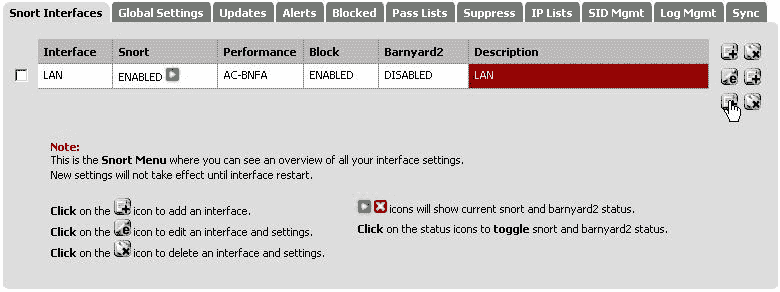 Snort Interfaces Global Settings Updates Alerts Blocked Pass Lists Suppress IP Lists SID Mgmt Log Mgmt Sync
Interface Snort Performance Block Barnyard2 Description
LAN ENABLED AC-BNFA ENABLED DISABLED LAN
Note:
This is the Snort Menu where you can see an overview of all your interface settings.
New settings will not take effect until interface restart.
Click on the icon to add an interface.
Click on the icon to edit an interface and settings.
Click on the icon to delete an interface and settings.
icons will show current snort and barnyard2 status.
Click on the status icons to toggle snort and barnyard2 status.